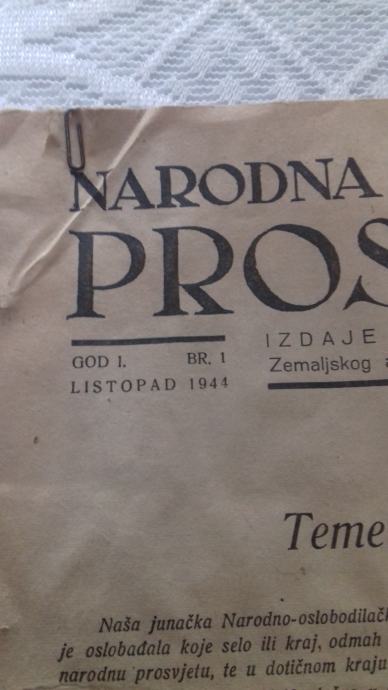 NARODNA
PROS
GOD I. BR. 1
LISTOPAD 1944
IZDAJE
Zemaljskog
Teme
Naša junačka Narodno-oslobodilač
je oslobađala koje selo ili kraj, odmah
narodnu prosvjetu, te u dotičnom kraju